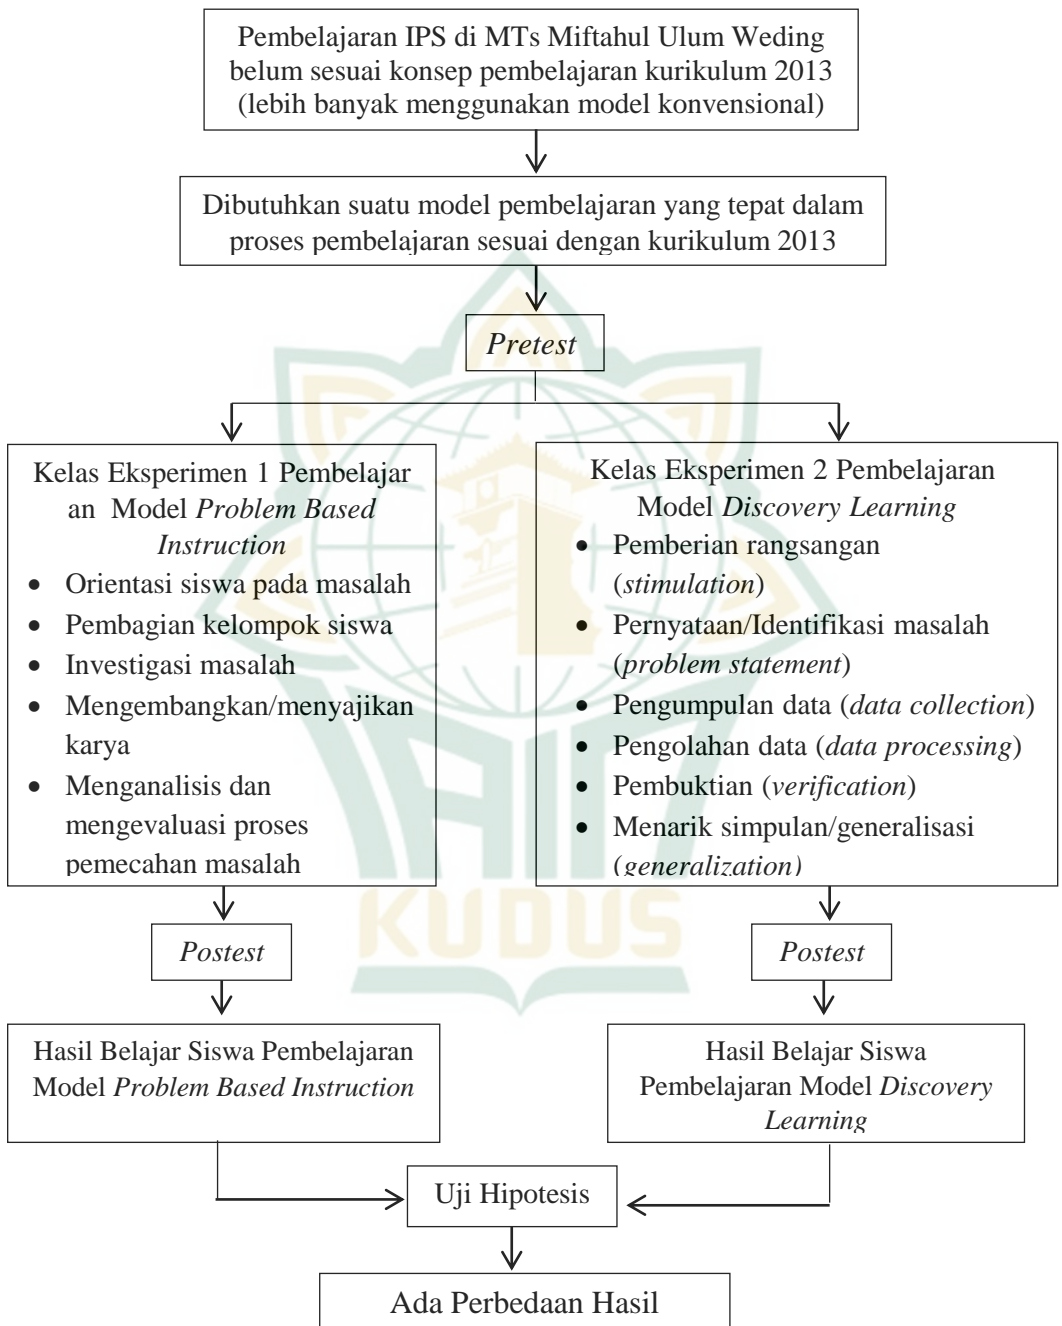 Pembelajaran IPS di MTs Miftahul Ulum Weding
belum sesuai konsep pembelajaran kurikulum 2013
(lebih banyak menggunakan model konvensional)
Dibutuhkan suatu model pembelajaran yang tepat dalam
proses pembelajaran sesuai dengan kurikulum 2013
Pretest
Kelas Eksperimen 1 Pembelajar
an Model Problem Based
Instruction
• Orientasi siswa pada masalah
• Pembagian kelompok siswa
• Investigasi masalah
• Mengembangkan/menyajikan
karya
• Menganalisis dan
mengevaluasi proses
pemecahan masalah
Kelas Eksperimen 2 Pembelajaran
Model Discovery Learning
• Pemberian rangsangan
(stimulation)
• Pernyataan/Identifikasi masalah
(problem statement)
• Pengumpulan data (data collection)
• Pengolahan data (data processing)
• Pembuktian (verification)
• Menarik simpulan/generalisasi
(generalization)
KUDUS
Postest
Postest
Hasil Belajar Siswa Pembelajaran
Model Problem Based Instruction
Hasil Belajar Siswa
Pembelajaran Model Discovery
Learning
Uji Hipotesis
Ada Perbedaan Hasil